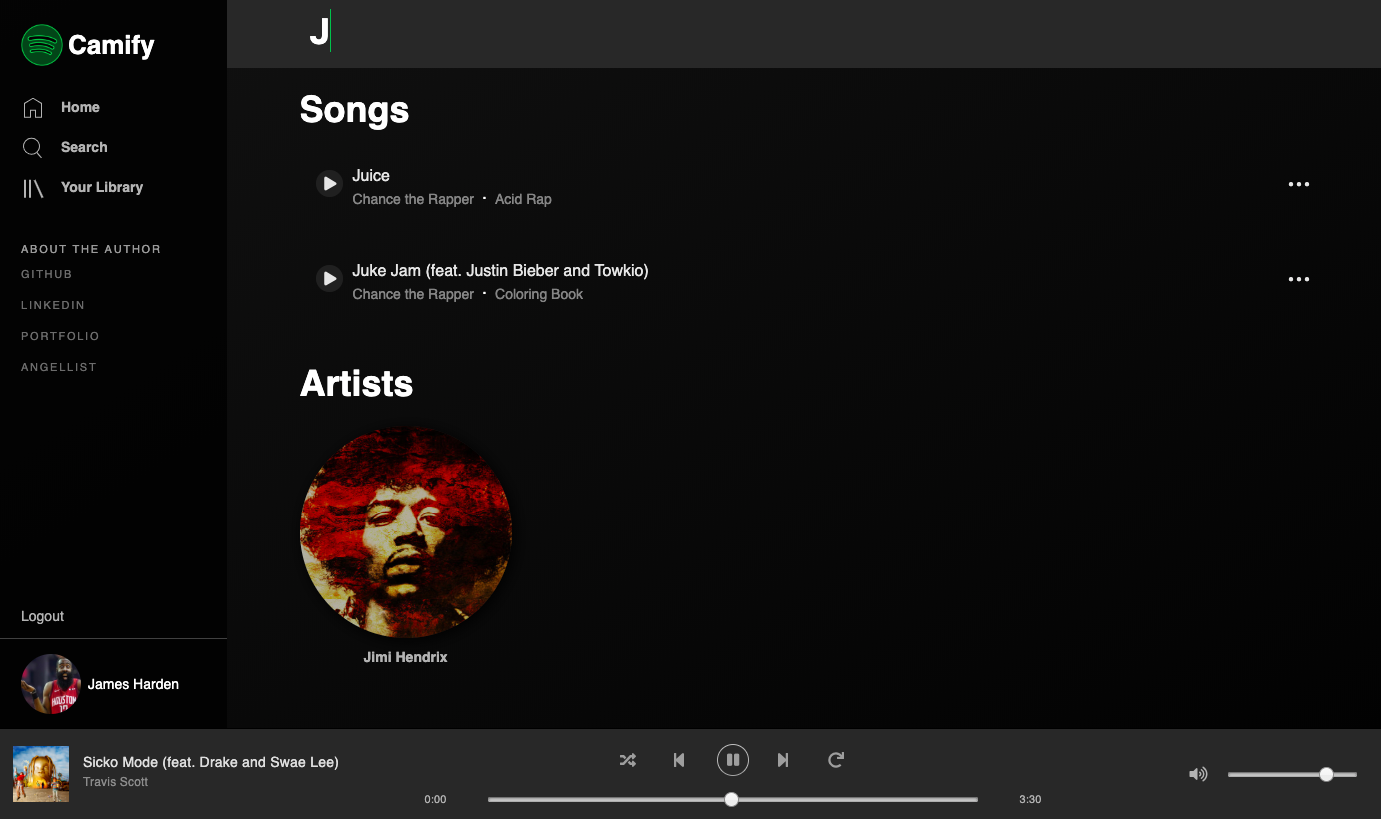 Camify
Home
Search
Your Library
ABOUT THE AUTHOR
GITHUB
LINKEDIN
PORTFOLIO
ANGELLIST
Logout
James Harden
J
Songs
Juice
Chance the Rapper · Acid Rap
Juke Jam (feat. Justin Bieber and Towkio)
Chance the Rapper · Coloring Book
Artists
Jimi Hendrix
Sicko Mode (feat. Drake and Swae Lee)
Travis Scott
0:00
3:30
HOUSTON